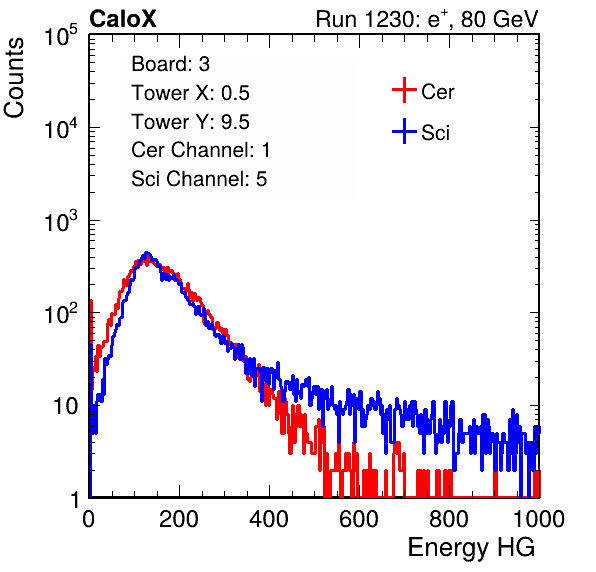 CaloX Run 1230: e⁺, 80 GeV
Counts
10⁵
10⁴
10³
10²
10
1
Board: 3
Tower X: 0.5
Tower Y: 9.5
Cer Channel: 1
Sci Channel: 5
Cer
Sci
0 200 400 600 800 1000
Energy HG